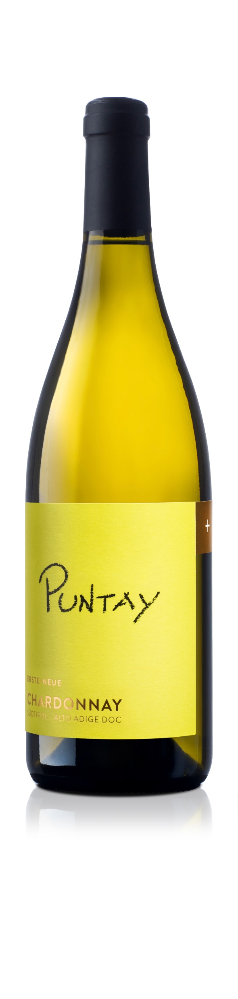 +
PUNTAY
ERSTE+NEUE
CHARDONNAY
SÜDTIROL - ALTO ADIGE DOC